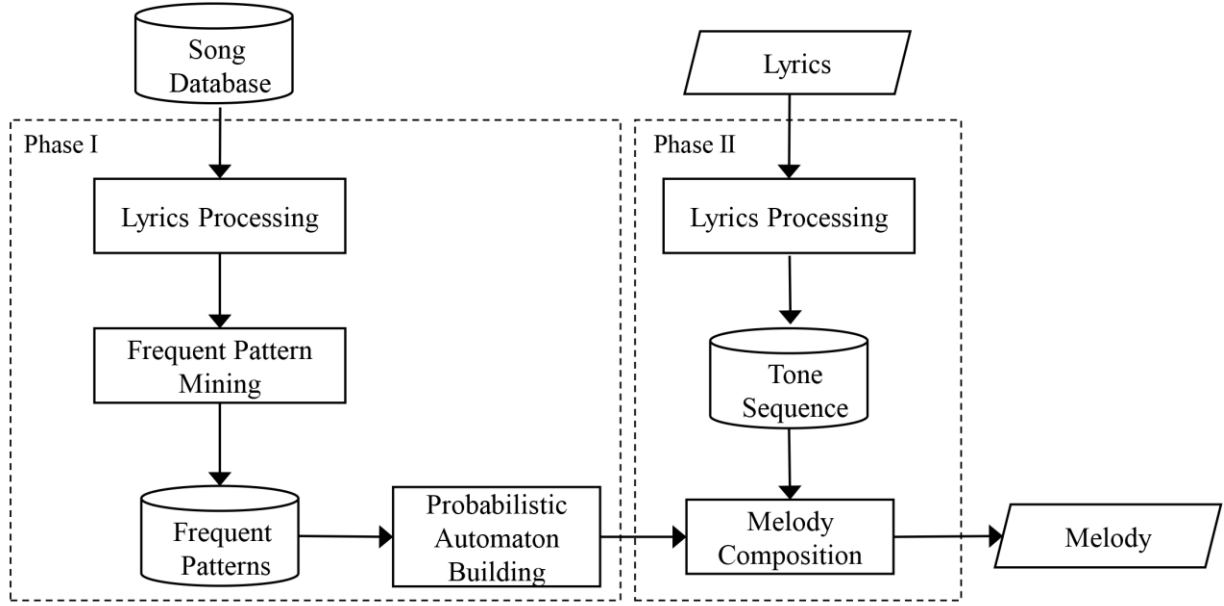 Song
Database
Lyrics
Phase I
Phase II
Lyrics Processing
Lyrics Processing
Frequent Pattern
Mining
Tone
Sequence
Frequent
Patterns
Probabilistic
Automaton
Building
Melody
Composition
Melody